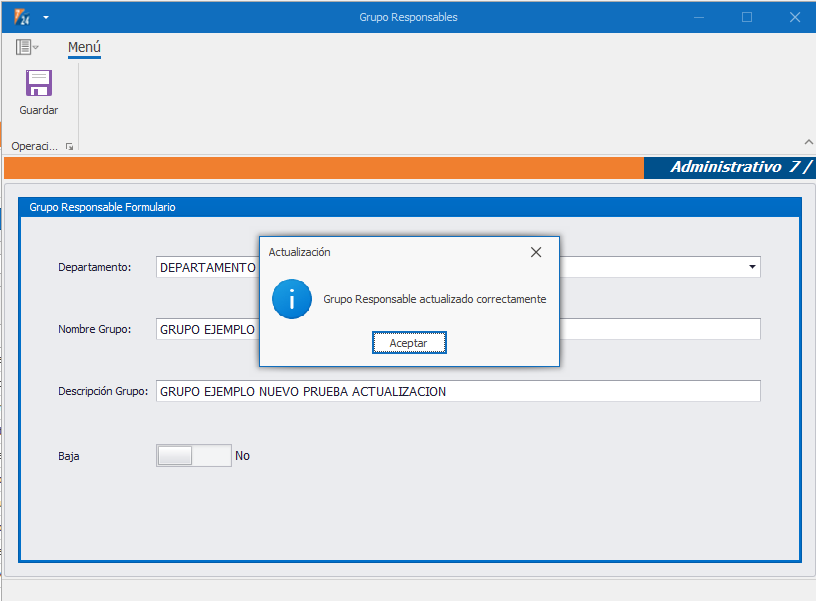 24
Grupo Responsables
Menú
Guardar
Operaci...
Administrativo 7 /
Grupo Responsable Formulario
Actualización
Departamento:
DEPARTAMENTO
Grupo Responsable actualizado correctamente
Nombre Grupo:
GRUPO EJEMPLO
Aceptar
Descripción Grupo:
GRUPO EJEMPLO NUEVO PRUEBA ACTUALIZACION
Baja
No